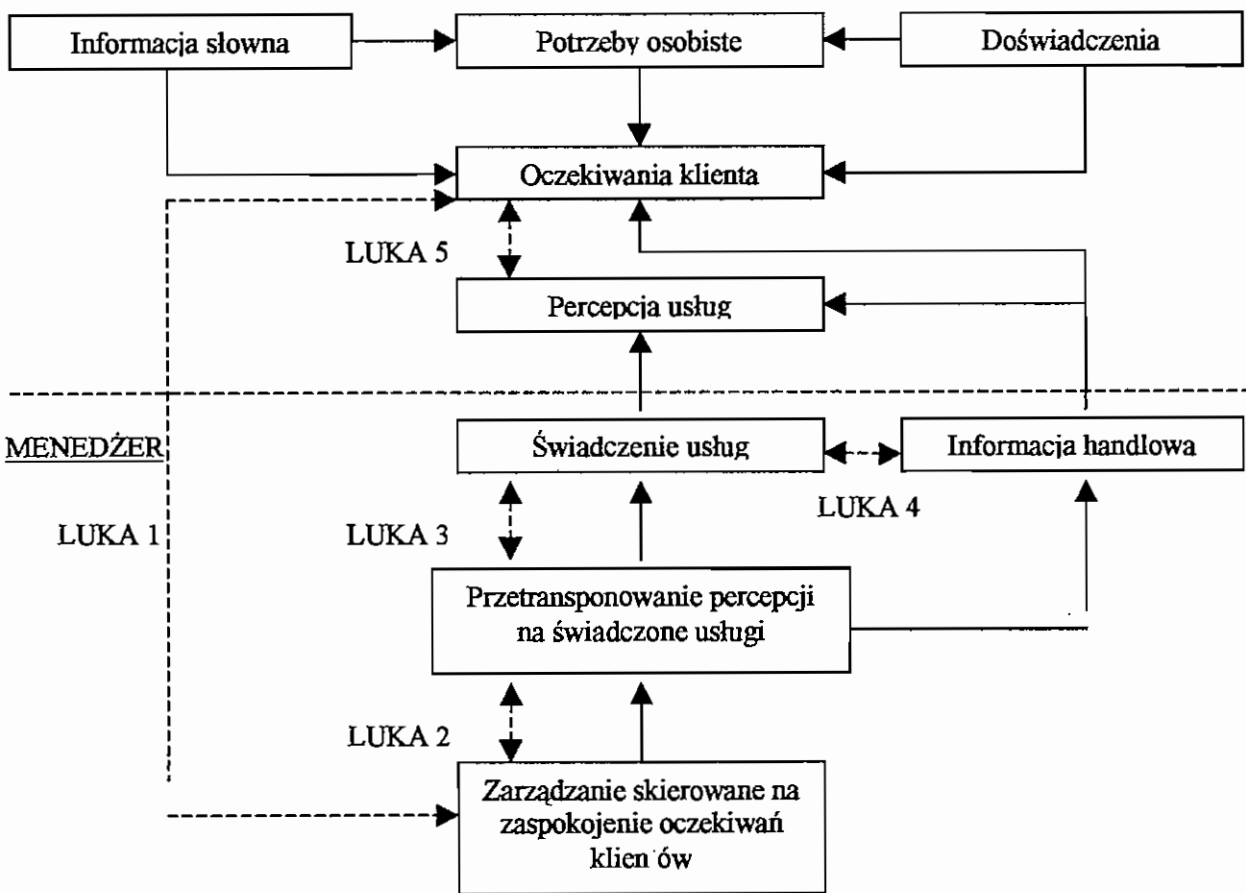 Informacja słowna
Potrzeby osobiste
Doświadczenia
Oczekiwania klienta
LUKA 5
Percepcja usług
MENEDŻER
Świadczenie usług
Informacja handlowa
LUKA 1
LUKA 3
LUKA 4
Przetransponowanie percepcji
na świadczone usługi
LUKA 2
Zarządzanie skierowane na
zaspokojenie oczekiwań
klien ów